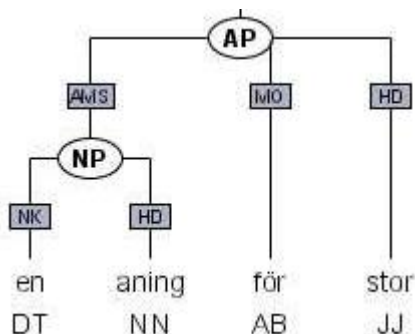 AP
AMS MO HD
NP
NK HD
en aning för stor
DT NN AB JJ